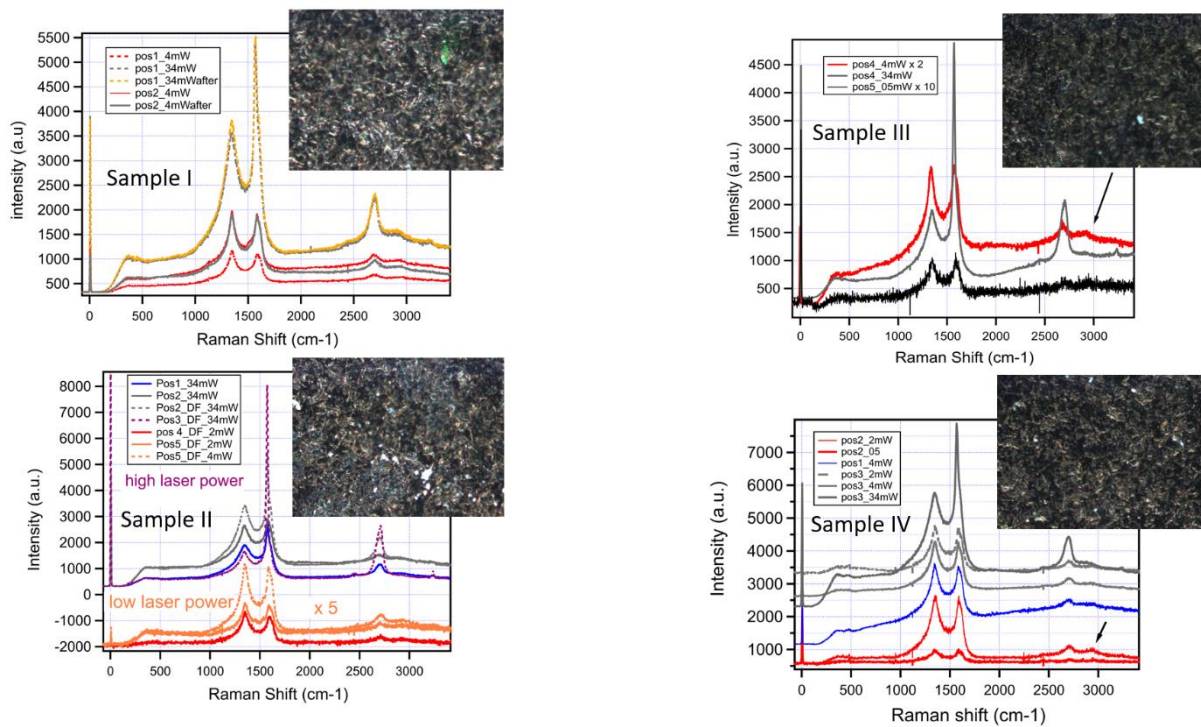 5500
5000
4500
4000
3500
3000
2500
2000
1500
1000
500
intensity (a.u)
pos1_4mW
pos1_34mW
pos1_34mWafter
pos2_4mW
pos2_4mWafter
Sample I
0 500 1000 1500 2000 2500 3000
Raman Shift (cm-1)
4500
4000
3500
3000
2500
2000
1500
1000
500
0
Intensity (a.u.)
pos4_4mW x 2
pos4_34mW
pos5_05mW x 10
Sample III
0 500 1000 1500 2000 2500 3000
Raman Shift (cm-1)
8000
7000
6000
5000
4000
3000
2000
1000
0
-1000
-2000
Intensity (a.u.)
Pos1_34mW
Pos2_34mW
Pos2_DF_34mW
Pos3_DF_34mW
pos 4_DF_2mW
Pos5_DF_2mW
Pos5_DF_4mW
high laser power
Sample II
low laser power
x 5
0 500 1000 1500 2000 2500 3000
Raman Shift (cm-1)
7000
6000
5000
4000
3000
2000
1000
Intensity (a.u.)
pos2_2mW
pos2_05
pos1_4mW
pos3_2mW
pos3_4mW
pos3_34mW
Sample IV
0 500 1000 1500 2000 2500 3000
Raman shift (cm-1)